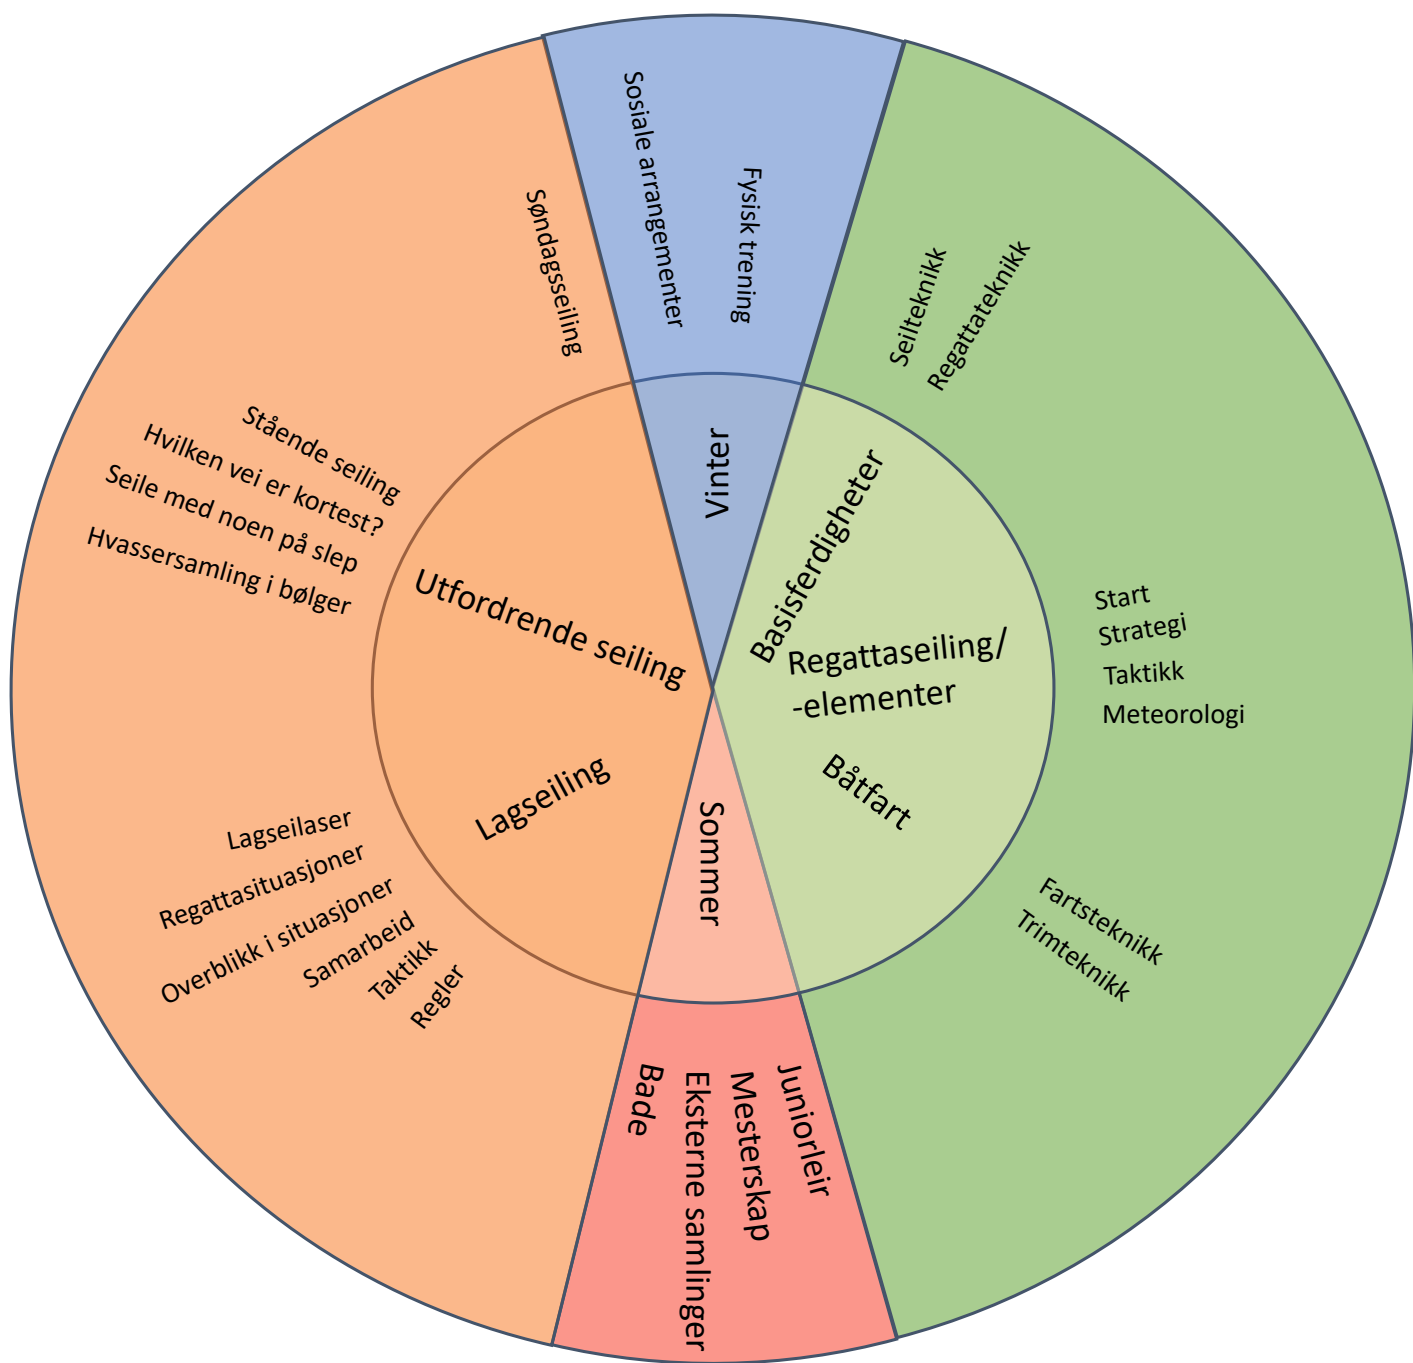 Sosiale arrangementer
Fysisk trening
Vinter
Seilteknikk
Regattateknikk
Basisferdigheter
Regattaseiling/
-elementer
Båtfart
Start
Strategi
Taktikk
Meteorologi
Fartsteknikk
Trimteknikk
Sommer
Juniorleir
Mesterskap
Eksterne samlinger
Bade
Lagseiling
Lagseilaser
Regattasituasjoner
Overblikk i situasjoner
Samarbeid
Taktikk
Regler
Utfordrende seiling
Søndagsseiling
Stående seiling
Hvilken vei er kortest?
Seile med noen på slep
Hvassersamling i bølger